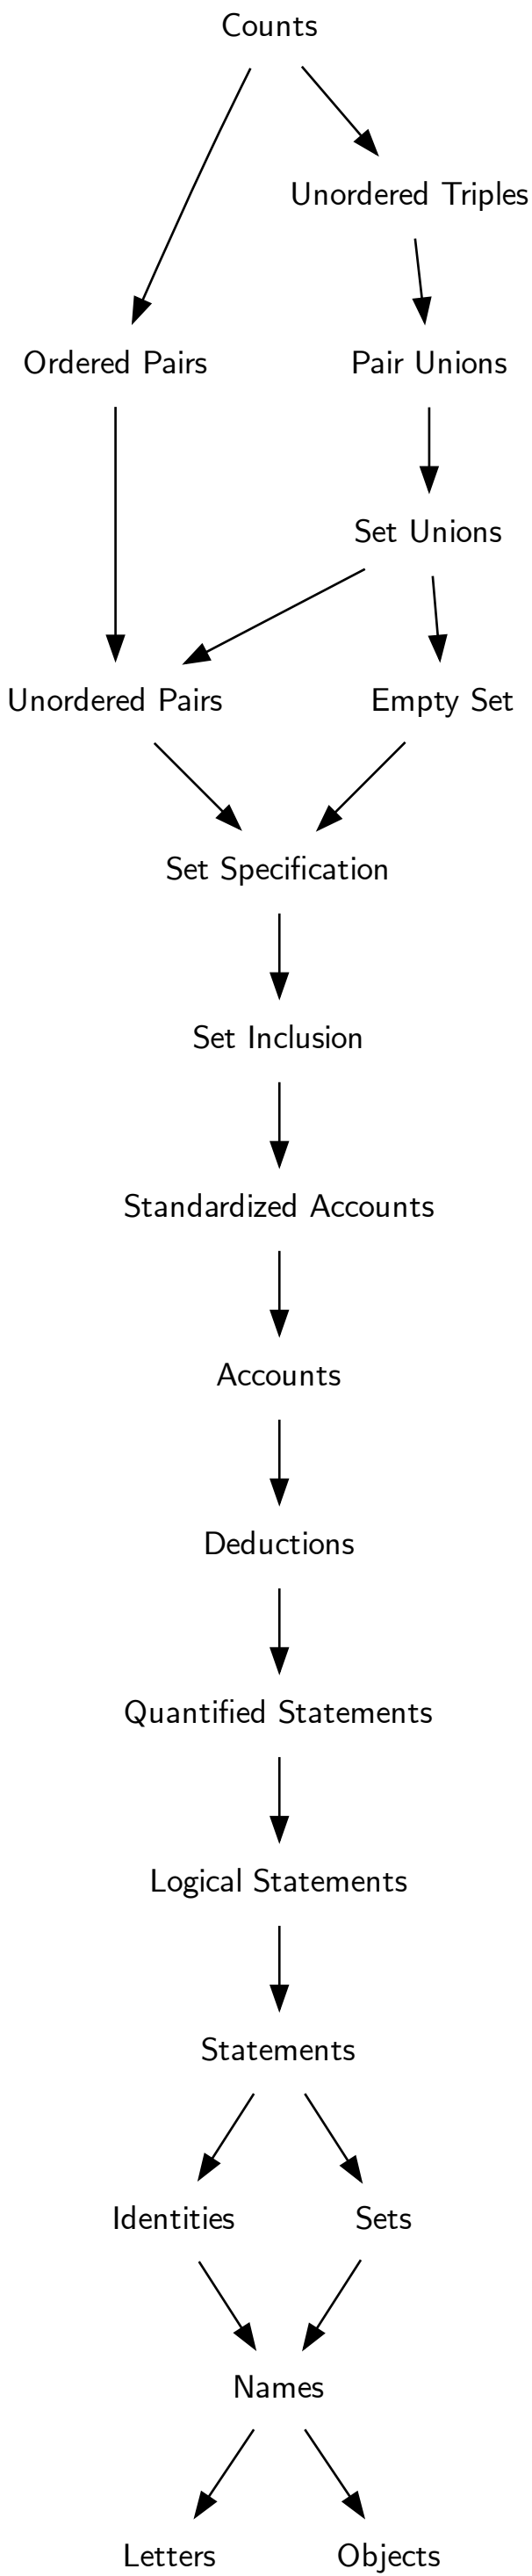 Counts
Unordered Triples
Ordered Pairs
Pair Unions
Set Unions
Unordered Pairs
Empty Set
Set Specification
Set Inclusion
Standardized Accounts
Accounts
Deductions
Quantified Statements
Logical Statements
Statements
Identities
Sets
Names
Letters
Objects